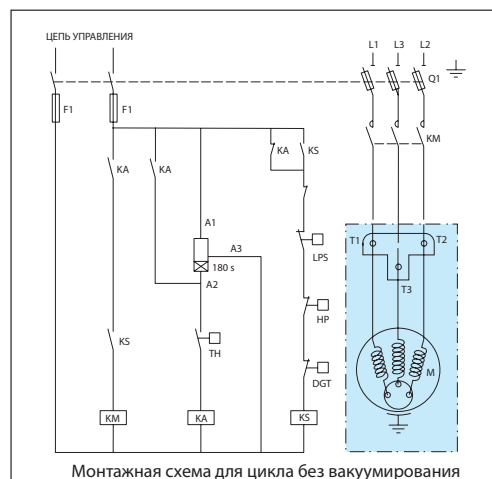 ЦЕПЬ УПРАВЛЕНИЯ
L1 L3 L2
F1 F1 Q1
KA KS KM
KA KA
A1
A3
T1 T2
180 s LPS
A2 T3
HP
KS TH
M
DGT
KM KA KS
Монтажная схема для цикла без вакуумирования